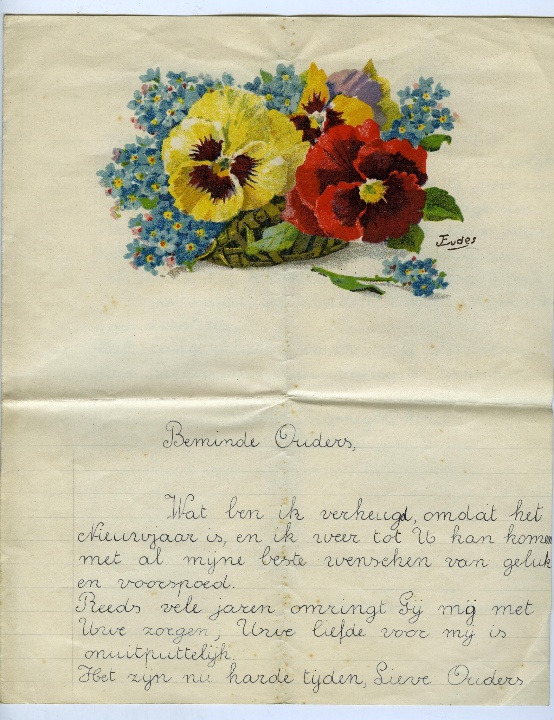 JEudes
Beminde Ouders,
Wat ben ik verheugd, omdat het
Nieuwjaar is, en ik weer tot U kan komen
met al mijne beste wenschen van geluk
en voorspoed.
Reeds vele jaren omringt Gij mij met
Uwe zorgen, Uwe liefde voor mij is
onuitputtelijk.
Het zijn nu harde tijden, Lieve Ouders